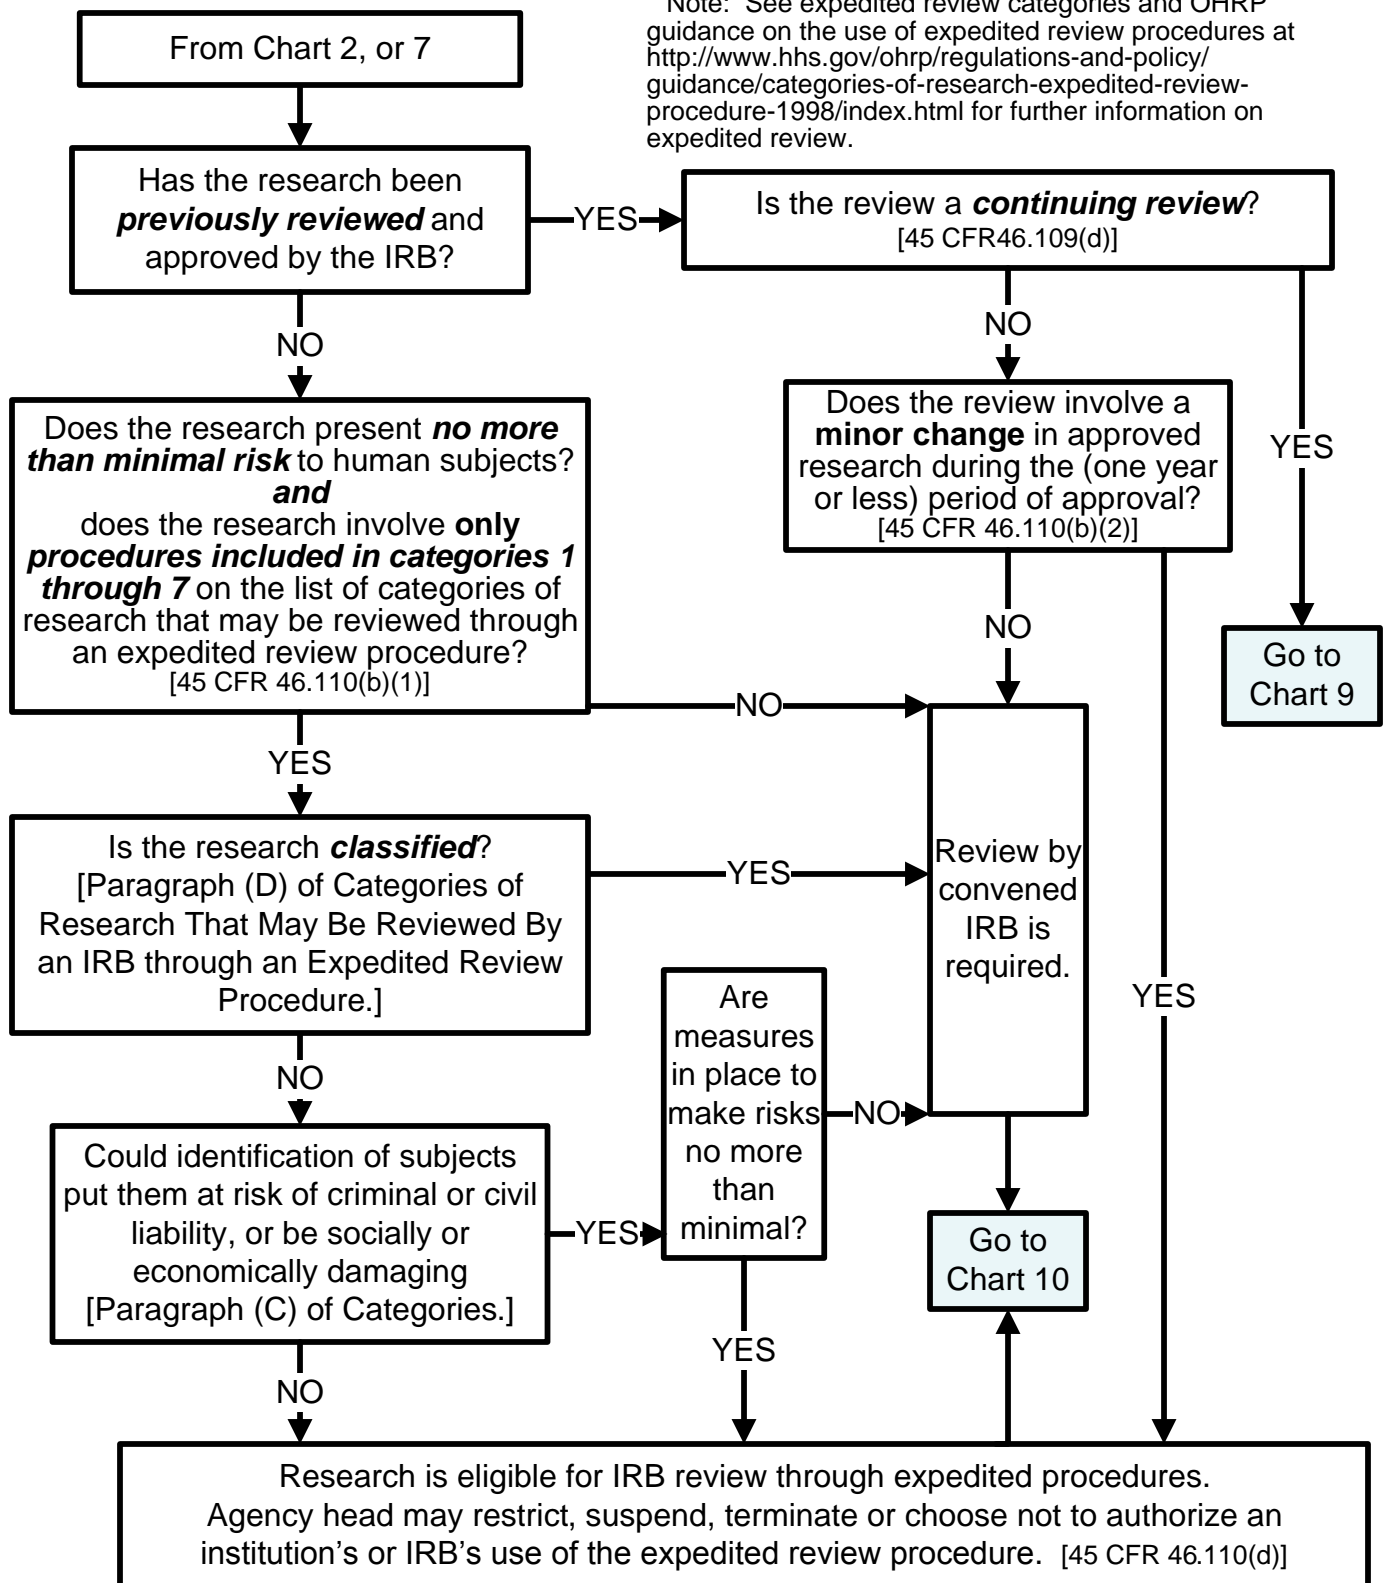 Note: See expedited review categories and OHRP
guidance on the use of expedited review procedures at
http://www.hhs.gov/ohrp/regulations-and-policy/
guidance/categories-of-research-expedited-review-
procedure-1998/index.html for further information on
expedited review.
From Chart 2, or 7
Has the research been
previously reviewed and
approved by the IRB?
YES
Is the review a continuing review?
[45 CFR46.109(d)]
NO
NO
YES
Does the research present no more
than minimal risk to human subjects?
and
does the research involve only
procedures included in categories 1
through 7 on the list of categories of
research that may be reviewed through
an expedited review procedure?
[45 CFR 46.110(b)(1)]
Does the review involve a
minor change in approved
research during the (one year
or less) period of approval?
[45 CFR 46.110(b)(2)]
NO
Go to
Chart 9
NO
YES
Is the research classified?
[Paragraph (D) of Categories of
Research That May Be Reviewed By
an IRB through an Expedited Review
Procedure.]
YES
Review by
convened
IRB is
required.
YES
NO
Are
measures
in place to
make risks
no more
than
minimal?
NO
Could identification of subjects
put them at risk of criminal or civil
liability, or be socially or
economically damaging
[Paragraph (C) of Categories.]
YES
Go to
Chart 10
YES
NO
Research is eligible for IRB review through expedited procedures.
Agency head may restrict, suspend, terminate or choose not to authorize an
institution’s or IRB’s use of the expedited review procedure. [45 CFR 46.110(d)]